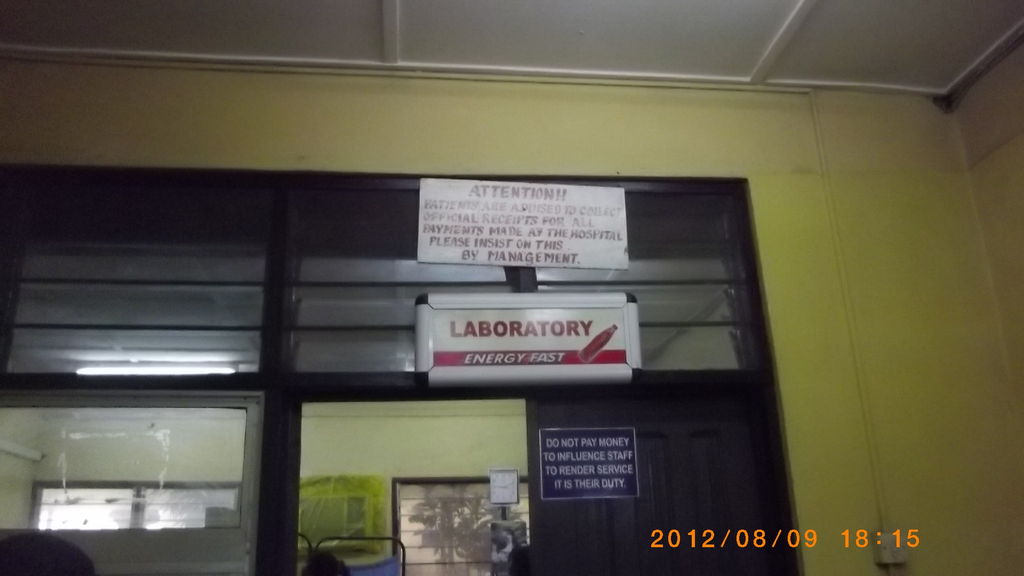 ATTENTION!!
PATIENTS ARE ADVISED TO COLLECT
OFFICIAL RECEIPTS FOR ALL
PAYMENTS MADE AT THE HOSPITAL
PLEASE INSIST ON THIS
BY MANAGEMENT.
LABORATORY
ENERGY FAST
DO NOT PAY MONEY
TO INFLUENCE STAFF
TO RENDER SERVICE
IT IS THEIR DUTY.
2012/08/09 18:15